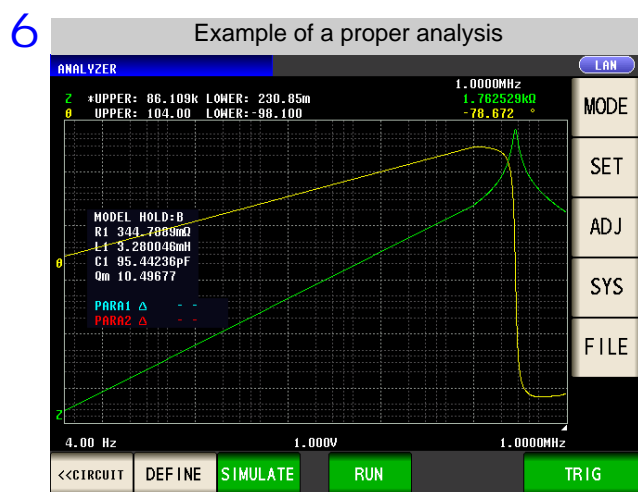 6
Example of a proper analysis
ANALYZER
LAN
1.0000MHz
Z *UPPER: 86.109k LOWER: 230.85m 1.762529kΩ
θ UPPER: 104.00 LOWER:-98.100 -78.672 °
MODE
SET
ADJ
SYS
FILE
MODEL HOLD:B
R1 344.7989mΩ
L1 3.280046mH
C1 95.44236pF
Qm 10.49677
PARA1 △ - -
PARA2 △ - -
θ
Z
4.00 Hz 1.000V 1.0000MHz
<<CIRCUIT DEFINE SIMULATE RUN TRIG